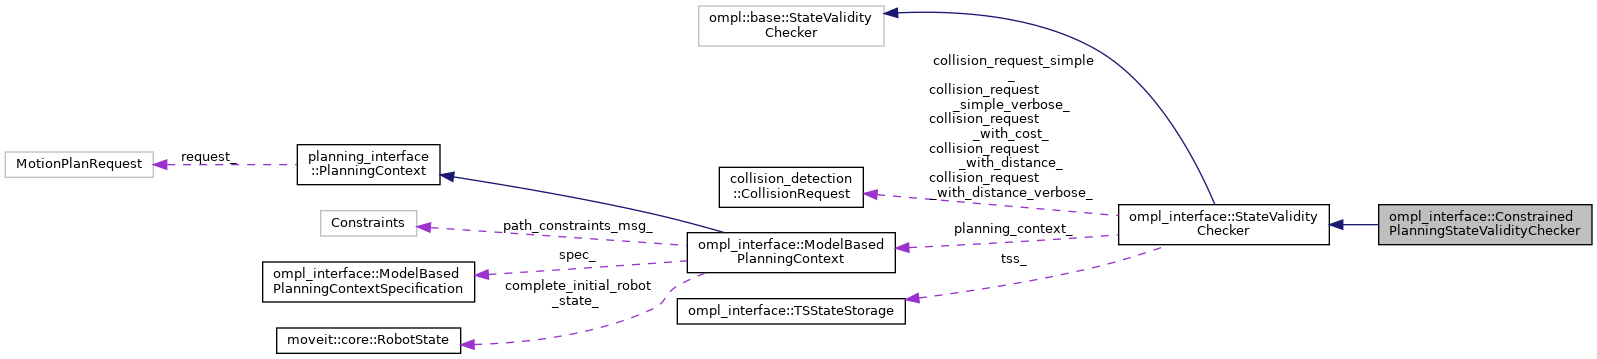 ompl::base::StateValidity
Checker
collision_request_simple
_
collision_request
_simple_verbose_
collision_request
_with_cost_
collision_request
_with_distance_
collision_request
_with_distance_verbose_
MotionPlanRequest
request_
planning_interface
::PlanningContext
collision_detection
::CollisionRequest
Constraints
path_constraints_msg_
ompl_interface::ModelBased
PlanningContext
planning_context_
ompl_interface::StateValidity
Checker
ompl_interface::Constrained
PlanningStateValidityChecker
spec_
ompl_interface::ModelBased
PlanningContextSpecification
tss_
complete_initial_robot
_state_
ompl_interface::TSStateStorage
moveit::core::RobotState